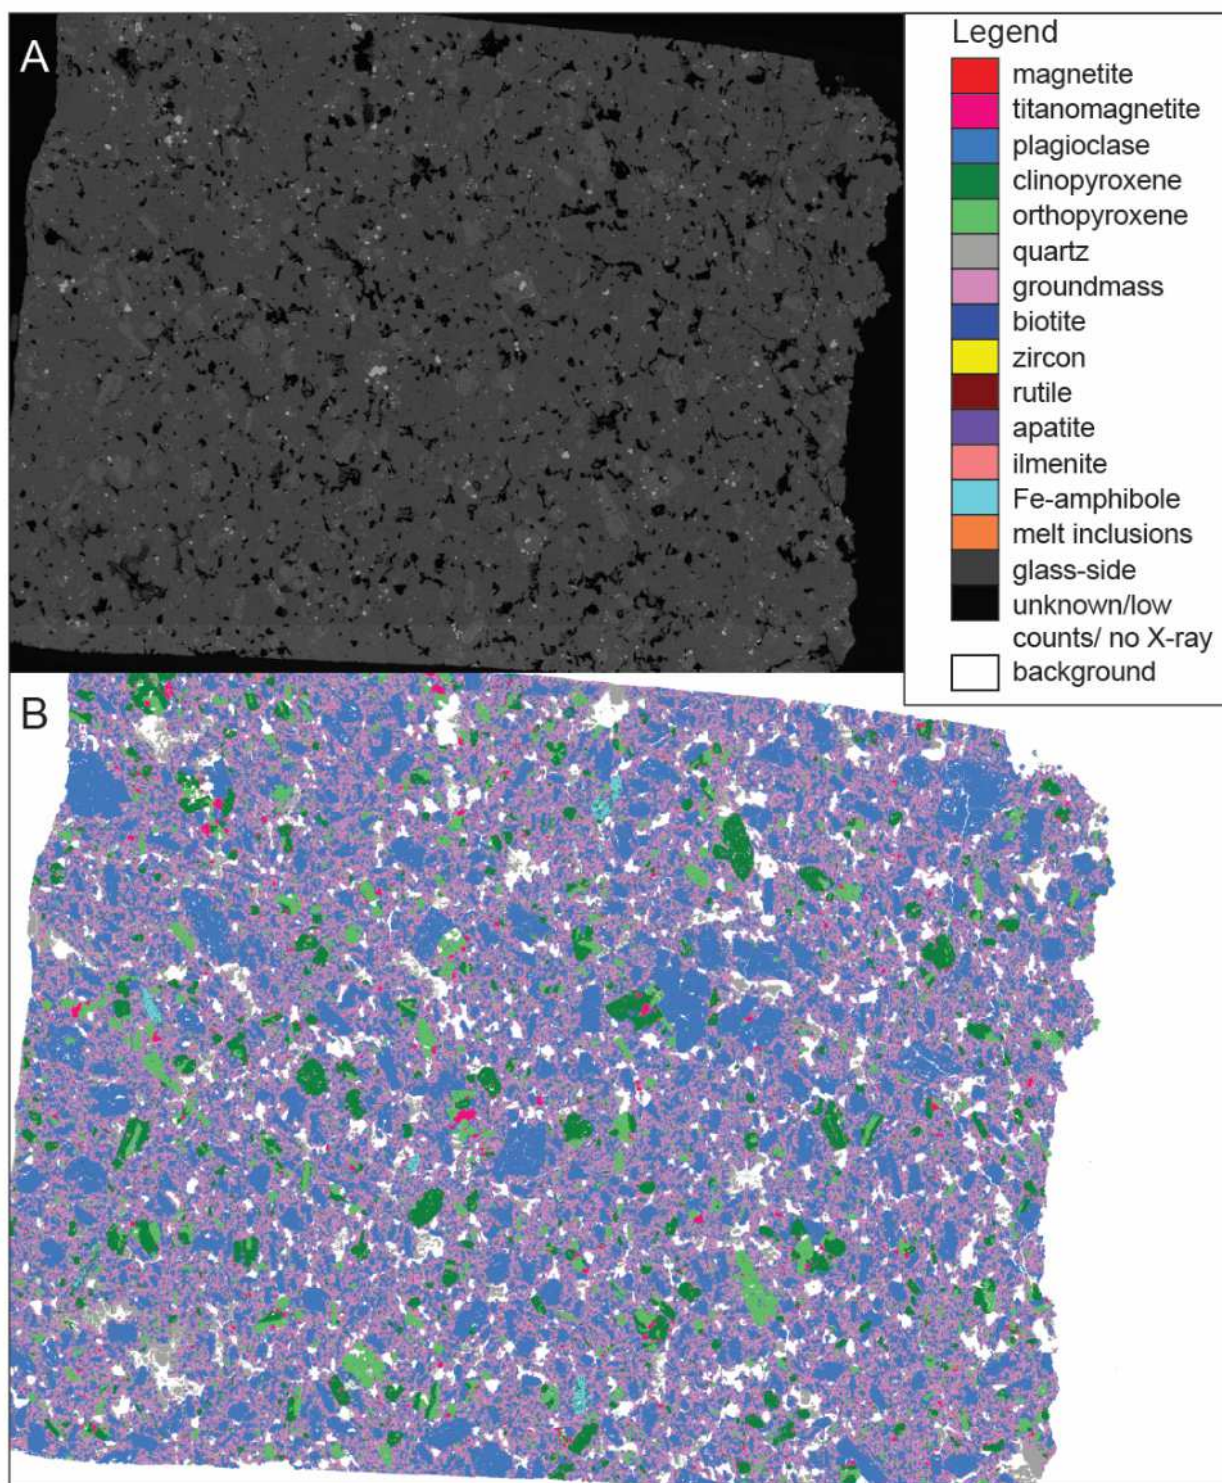 A
Legend
magnetite
titanomagnetite
plagioclase
clinopyroxene
orthopyroxene
quartz
groundmass
biotite
zircon
rutile
apatite
ilmenite
Fe-amphibole
melt inclusions
glass-side
unknown/low
counts/ no X-ray
background
B